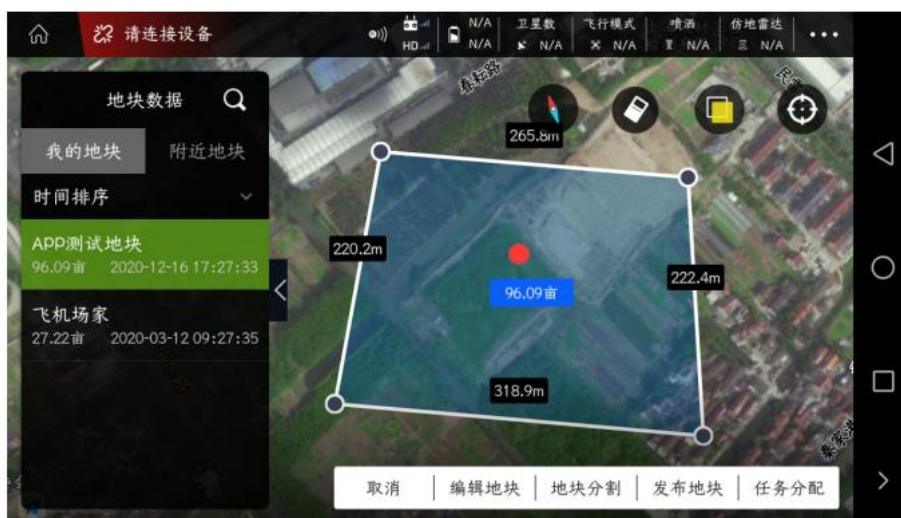 请连接设备
HD
N/A
N/A
卫星数
N/A
飞行模式
N/A
喷洒
N/A
仿地雷达
N/A
地块数据
我的地块
附近地块
时间排序
APP测试地块
96.09亩 2020-12-16 17:27:33
飞机场家
27.22亩 2020-03-12 09:27:35
春耘路
265.8m
220.2m
222.4m
96.09亩
318.9m
取消
编辑地块
地块分割
发布地块
任务分配